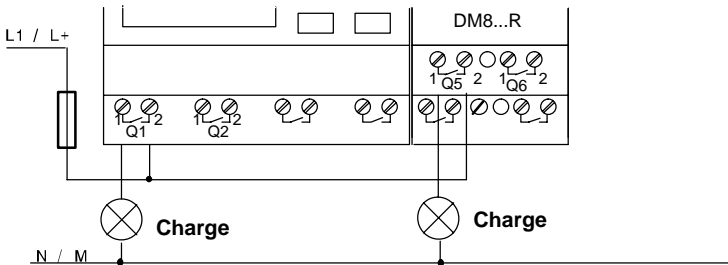 DM8...R
L1 / L+
1 2 1 2
Q5 Q6
1 2 1 2
Q1 Q2
Charge
Charge
N / M